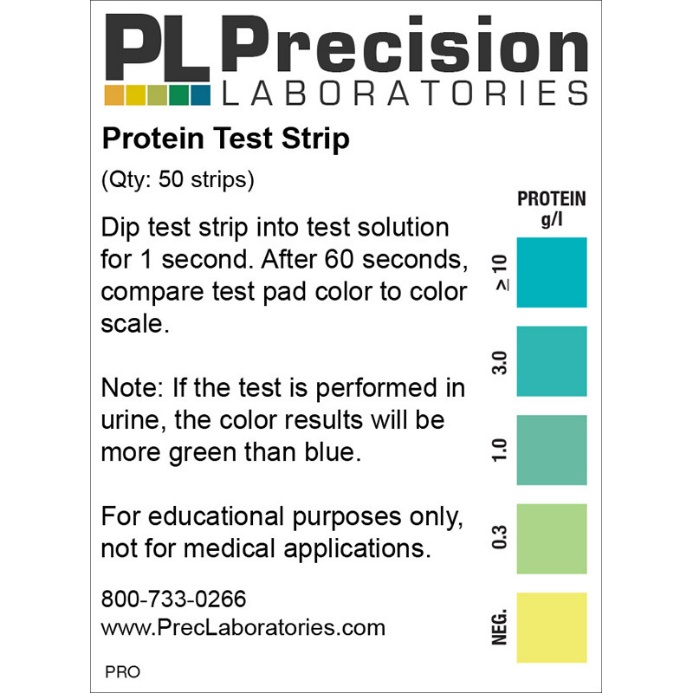 PL Precision
LABORATORIES
Protein Test Strip
(Qty: 50 strips)
Dip test strip into test solution
for 1 second. After 60 seconds,
compare test pad color to color
scale.
Note: If the test is performed in
urine, the color results will be
more green than blue.
For educational purposes only,
not for medical applications.
800-733-0266
www.PrecLaboratories.com
PRO
PROTEIN
g/l
≥ 10
3.0
1.0
0.3
NEG.